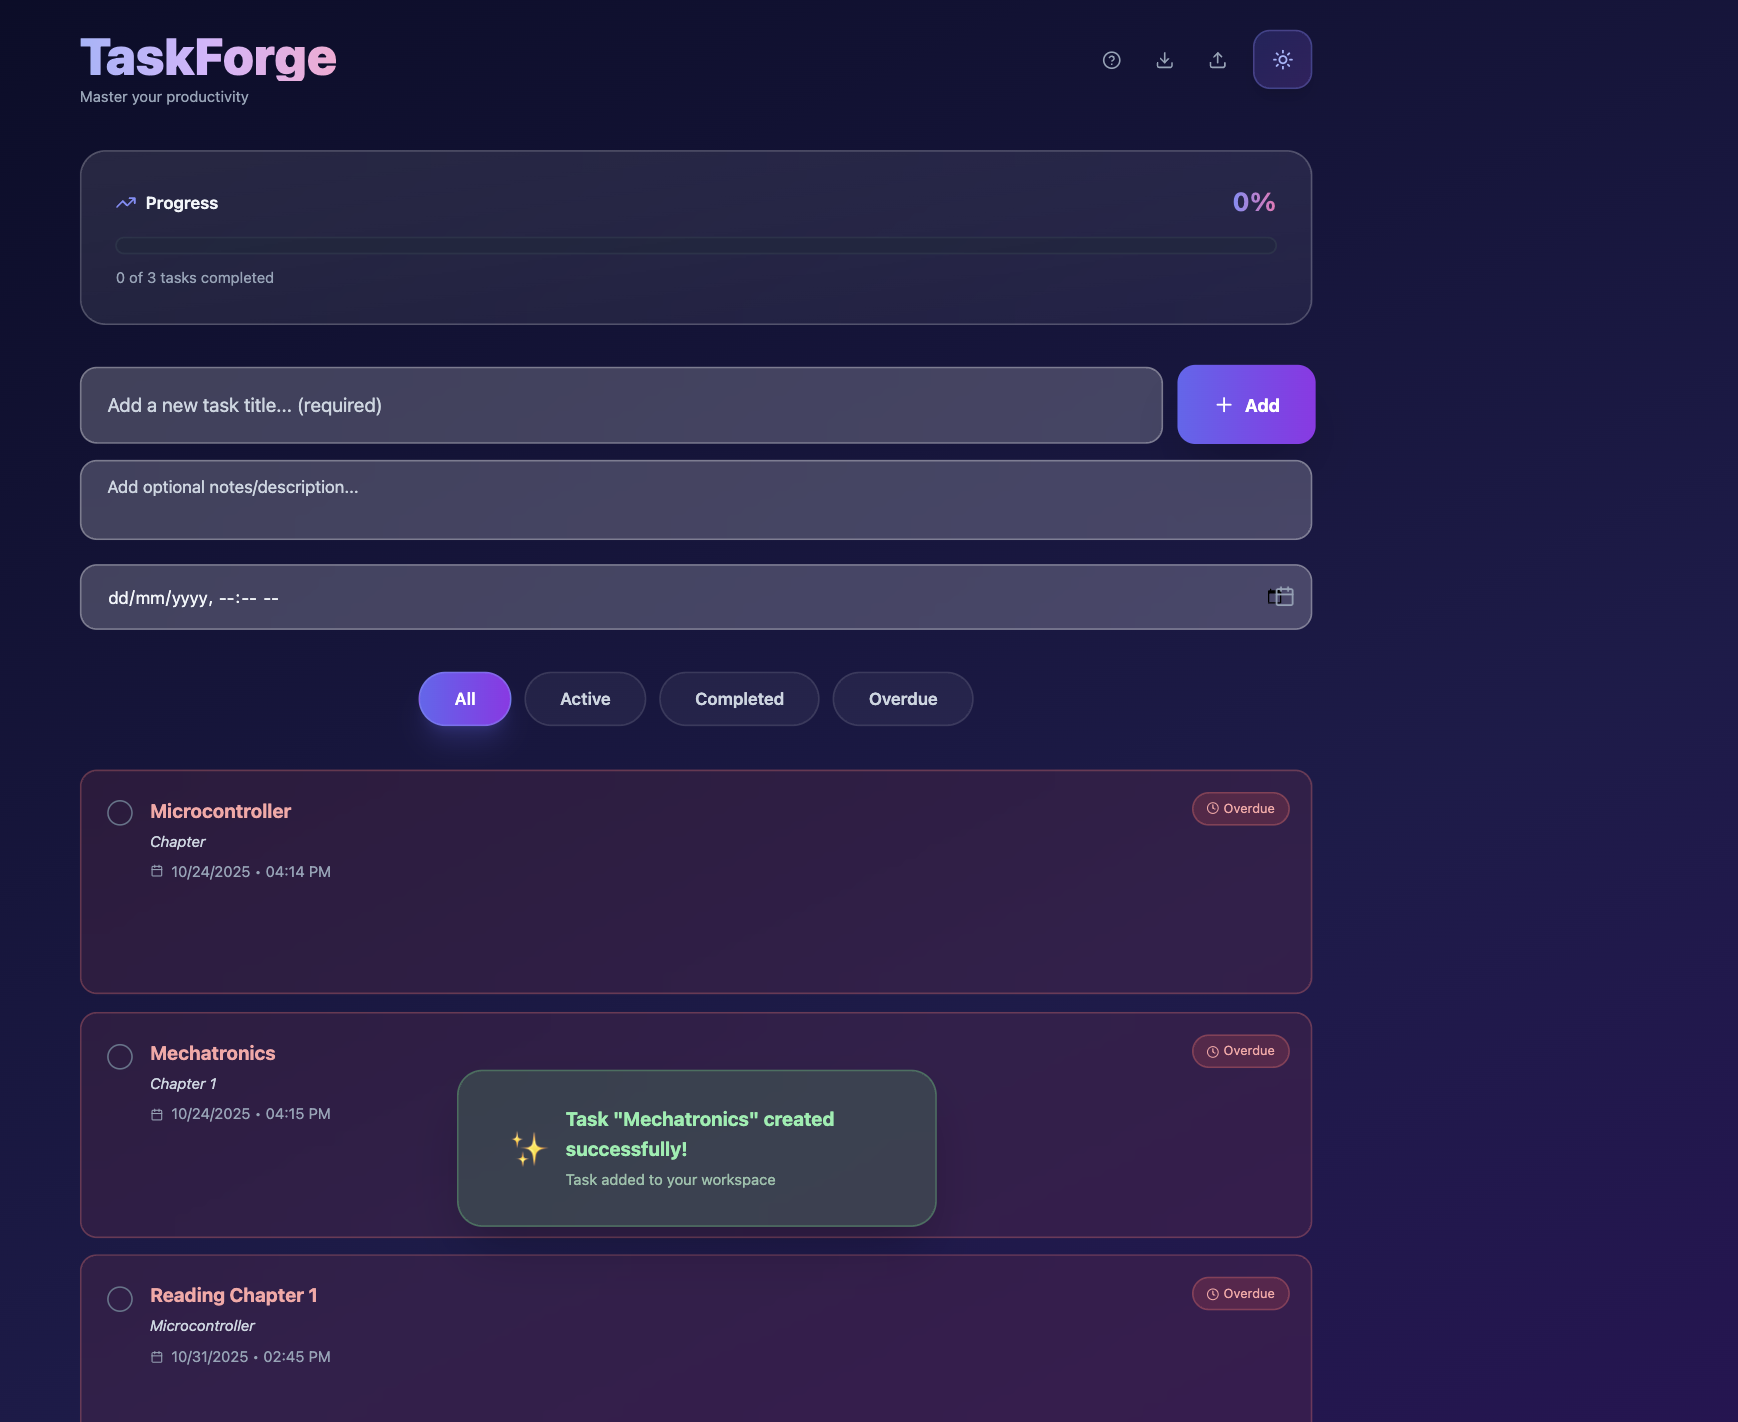 TaskForge
Master your productivity
Progress
0%
0 of 3 tasks completed
Add a new task title... (required)
+ Add
Add optional notes/description...
dd/mm/yyyy, --:-- --
All
Active
Completed
Overdue
Microcontroller
Overdue
Chapter
10/24/2025 • 04:14 PM
Mechatronics
Overdue
Chapter 1
10/24/2025 • 04:15 PM
Task "Mechatronics" created
successfully!
Task added to your workspace
Reading Chapter 1
Overdue
Microcontroller
10/31/2025 • 02:45 PM